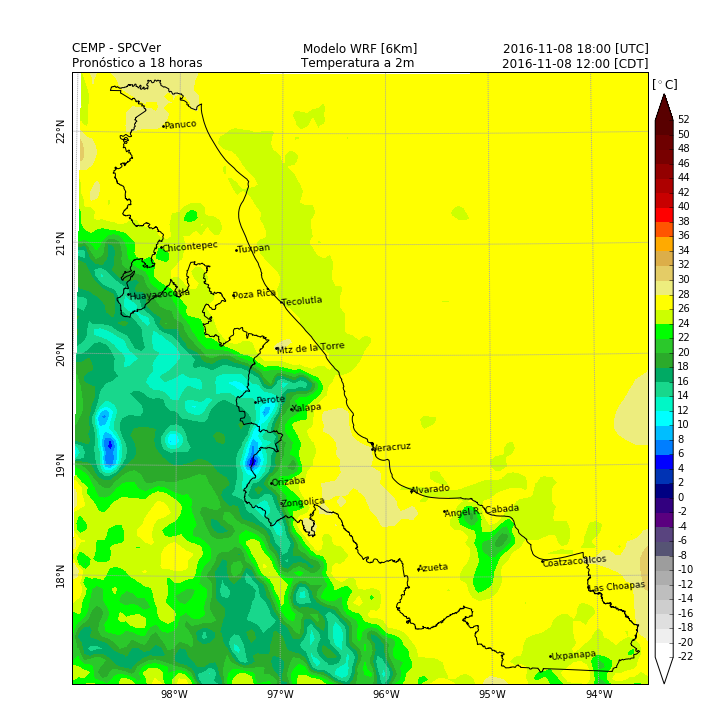 CEMP - SPCVer Modelo WRF [6Km] 2016-11-08 18:00 [UTC]
Pronóstico a 18 horas Temperatura a 2m 2016-11-08 12:00 [CDT]
[°C]
52
50
48
46
44
42
40
38
36
34
32
30
28
26
24
22
20
18
16
14
12
10
8
6
4
2
0
-2
-4
-6
-8
-10
-12
-14
-16
-18
-20
-22
22°N
21°N
20°N
19°N
18°N
Panuco
Chicontepec
Tuxpan
Huayacocotla
Poza Rica
Tecolutla
Mtz de la Torre
Perote
Xalapa
Veracruz
Orizaba
Alvarado
Zongolica
Angel R. Cabada
Azueta
Coatzacoalcos
Las Choapas
Uxpanapa
98°W 97°W 96°W 95°W 94°W